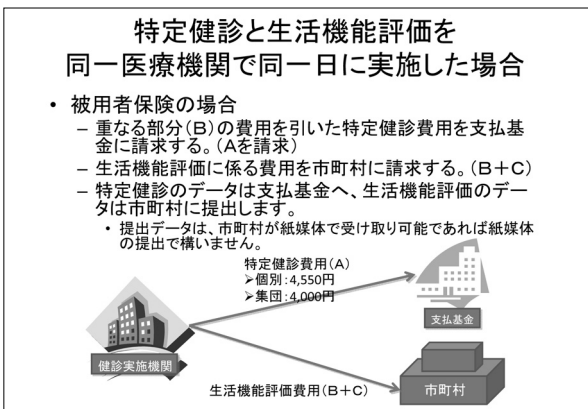 特定健診と生活機能評価を
同一医療機関で同一日に実施した場合
• 被用者保険の場合
– 重なる部分（B）の費用を引いた特定健診費用を支払基
金に請求する。（Aを請求）
– 生活機能評価に係る費用を市町村に請求する。（B＋C）
– 特定健診のデータは支払基金へ、生活機能評価のデー
タは市町村に提出します。
• 提出データは、市町村が紙媒体で受け取り可能であれば紙媒体
の提出で構いません。
特定健診費用（A）
➢個別：4,550円
➢集団：4,000円
支払基金
健診実施機関
生活機能評価費用（B＋C）
市町村